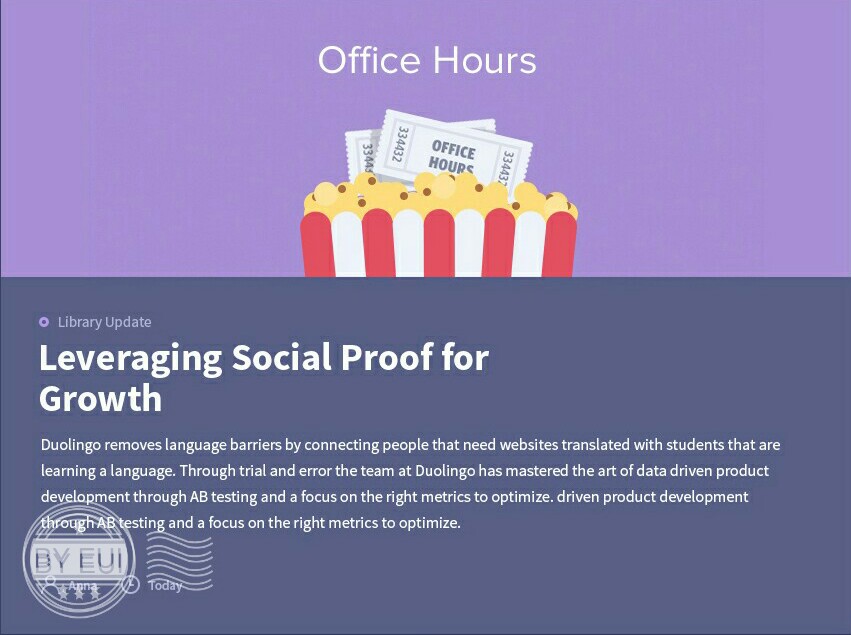 Office Hours
334432
OFFICE
HOURS
Library Update
Leveraging Social Proof for
Growth
Duolingo removes language barriers by connecting people that need websites translated with students that are
learning a language. Through trial and error the team at Duolingo has mastered the art of data driven product
development through AB testing and a focus on the right metrics to optimize. driven product development
through AB testing and a focus on the right metrics to optimize.
BY EUI
Anna Today